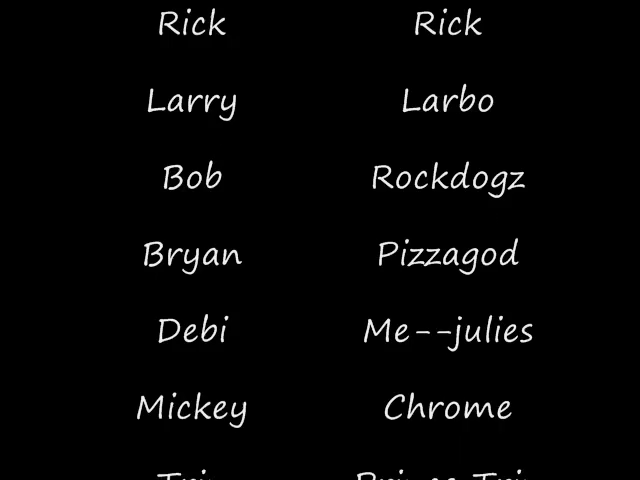 Rick Rick
Larry Larbo
Bob Rockdogz
Bryan Pizzagod
Debi Me--julies
Mickey Chrome